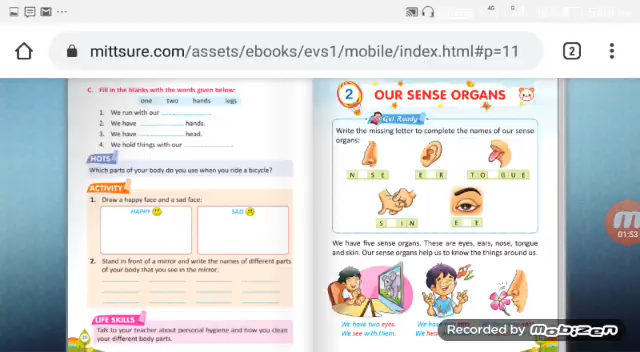 mittsure.com/assets/ebooks/evs1/mobile/index.html#p=11
2
C. Fill in the blanks with the words given below:
one two hands legs
1. We run with our
2. We have hands.
3. We have head.
4. We hold things with our .
HOTS
Which parts of your body do you use when you ride a bicycle?
ACTIVITY
1. Draw a happy face and a sad face:
HAPPY SAD
2. Stand in front of a mirror and write the names of different parts
of your body that you see in the mirror:
LIFE SKILLS
Talk to your teacher about personal hygiene and how you clean
your different body parts.
2 OUR SENSE ORGANS
Get Ready
Write the missing letter to complete the names of our sense
organs:
N S E E R T O G U E
S I N E E
We have five sense organs. These are eyes, ears, nose, tongue
and skin. Our sense organs help us to know the things around us.
We have two eyes.
We see with them.
01:53
Recorded by Mobizen